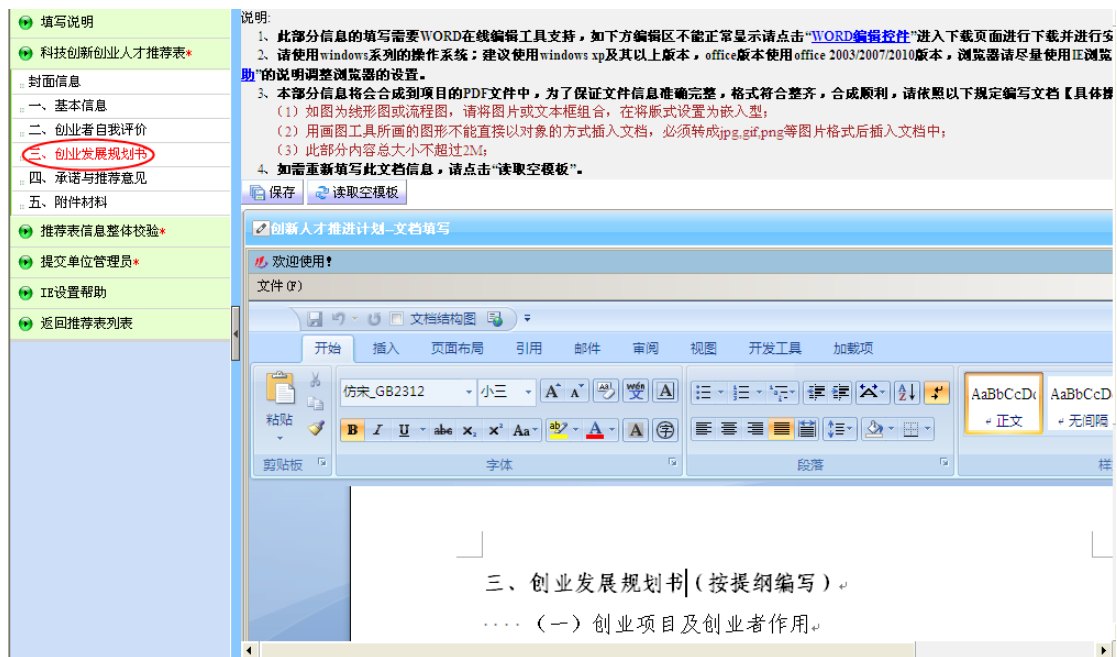 填写说明
科技创新创业人才推荐表*
封面信息
一、基本信息
二、创业者自我评价
三、创业发展规划书
四、承诺与推荐意见
五、附件材料
推荐表信息整体校验*
提交单位管理员*
IE设置帮助
返回推荐表列表
说明:
1、此部分信息的填写需要WORD在线编辑工具支持，如下方编辑区不能正常显示请点击“WORD编辑控件”进入下载页面进行下载并进行安
2、请使用windows系列的操作系统；建议使用windows xp及其以上版本，office版本使用office 2003/2007/2010版本，浏览器请尽量使用IE浏览
助”的说明调整浏览器的设置。
3、本部分信息将会合成到项目的PDF文件中，为了保证文件信息准确完整，格式符合整齐，合成顺利，请依照以下规定编写文档【具体操
（1）如图为线形图或流程图，请将图片或文本框组合，在将版式设置为嵌入型；
（2）用画图工具所画的图形不能直接以对象的方式插入文档，必须转成jpg,gif,png等图片格式后插入文档中；
（3）此部分内容总大小不超过2M；
4、如需重新填写此文档信息，请点击“读取空模板”。
保存 读取空模板
创新人才推进计划--文档填写
欢迎使用！
文件(F)
文档结构图
开始 插入 页面布局 引用 邮件 审阅 视图 开发工具 加载项
粘贴 仿宋_GB2312 小三 A A wén 变 A AaBbCcDd AaBbCcD
B I U abc x₂ x² Aa ab A A 字 正文 无间隔
剪贴板 字体 段落 样
三、创业发展规划书（按提纲编写）
（一）创业项目及创业者作用